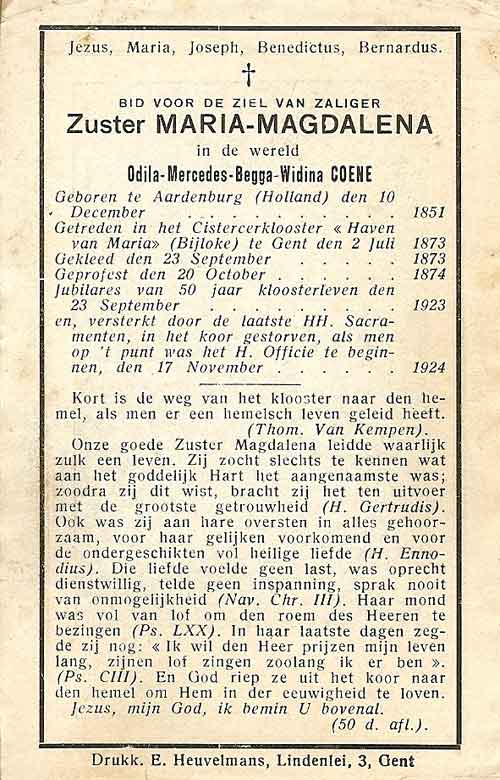 Jezus, Maria, Joseph, Benedictus, Bernardus.
†
BID VOOR DE ZIEL VAN ZALIGER
Zuster MARIA-MAGDALENA
in de wereld
Odila-Mercedes-Begga-Widina COENE
Geboren te Aardenburg (Holland) den 10
December . . . . . . . . . . 1851
Getreden in het Cistercerklooster « Haven
van Maria» (Bijloke) te Gent den 2 Juli 1873
Gekleed den 23 September . . . . . 1873
Geprofest den 20 October . . . . . 1874
Jubilares van 50 jaar kloosterleven den
23 September . . . . . . . . . 1923
en, versterkt door de laatste HH. Sacra-
menten, in het koor gestorven, als men
op 't punt was het H. Officie te begin-
nen, den 17 November . . . . . . 1924
Kort is de weg van het klooster naar den he-
mel, als men er een hemelsch leven geleid heeft.
(Thom. Van Kempen).
Onze goede Zuster Magdalena leidde waarlijk
zulk een leven. Zij zocht slechts te kennen wat
aan het goddelijk Hart het aangenaamste was;
zoodra zij dit wist, bracht zij het ten uitvoer
met de grootste getrouwheid (H. Gertrudis).
Ook was zij aan hare oversten in alles gehoor-
zaam, voor haar gelijken voorkomend en voor
de ondergeschikten vol heilige liefde (H. Enno-
dius). Die liefde voelde geen last, was oprecht
dienstwillig, telde geen inspanning, sprak nooit
van onmogelijkheid (Nav. Chr. III). Haar mond
was vol van lof om den roem des Heeren te
bezingen (Ps. LXX). In haar laatste dagen zeg-
de zij nog: « Ik wil den Heer prijzen mijn leven
lang, zijnen lof zingen zoolang ik er ben ».
(Ps. CIII). En God riep ze uit het koor naar
den hemel om Hem in der eeuwigheid te loven.
Jezus, mijn God, ik bemin U bovenal.
(50 d. afl.).
Drukk. E. Heuvelmans, Lindenlei, 3, Gent